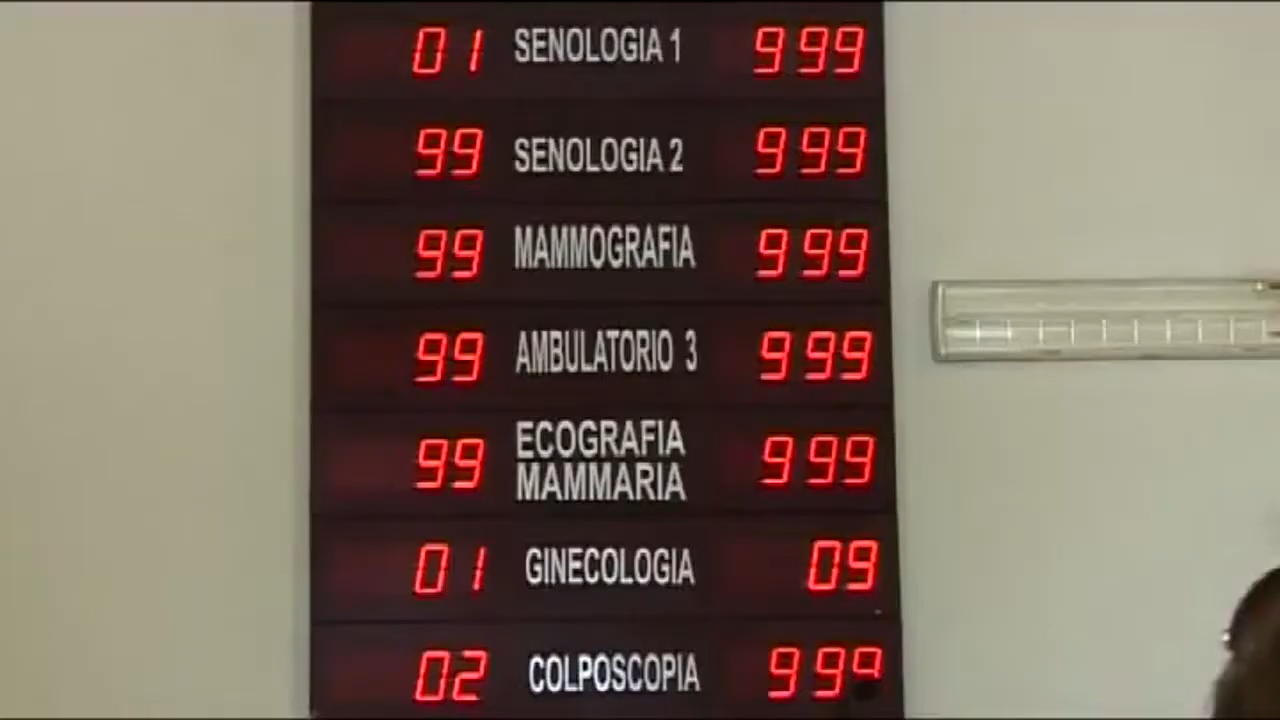 01 SENOLOGIA 1 999
99 SENOLOGIA 2 999
99 MAMMOGRAFIA 999
99 AMBULATORIO 3 999
99 ECOGRAFIA 999
MAMMARIA
01 GINECOLOGIA 09
02 COLPOSCOPIA 999